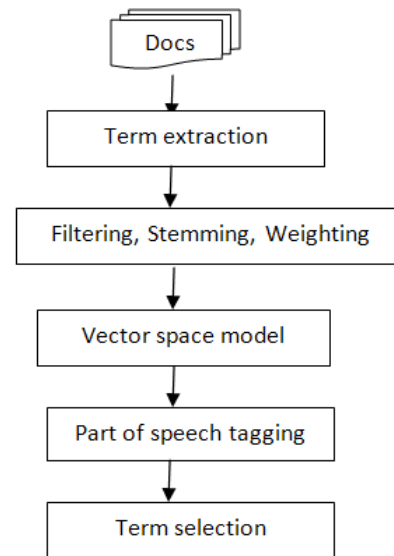 Docs
Term extraction
Filtering, Stemming, Weighting
Vector space model
Part of speech tagging
Term selection